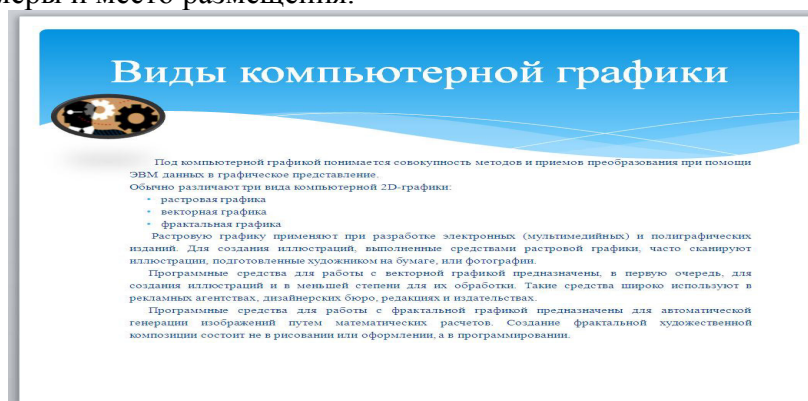 меры и место размещения.
Виды компьютерной графики
Под компьютерной графикой понимается совокупность методов и приемов преобразования при помощи
ЭВМ данных в графическое представление.
Обычно различают три вида компьютерной 2D-графики:
• растровая графика
• векторная графика
• фрактальная графика
Растровую графику применяют при разработке электронных (мультимедийных) и полиграфических
изданий. Для создания иллюстраций, выполненные средствами растровой графики, часто сканируют
иллюстрации, подготовленные художником на бумаге, или фотографии.
Программные средства для работы с векторной графикой предназначены, в первую очередь, для
создания иллюстраций и в меньшей степени для их обработки. Такие средства широко используют в
рекламных агентствах, дизайнерских бюро, редакциях и издательствах.
Программные средства для работы с фрактальной графикой предназначены для автоматической
генерации изображений путем математических расчетов. Создание фрактальной художественной
композиции состоит не в рисовании или оформлении, а в программировании.